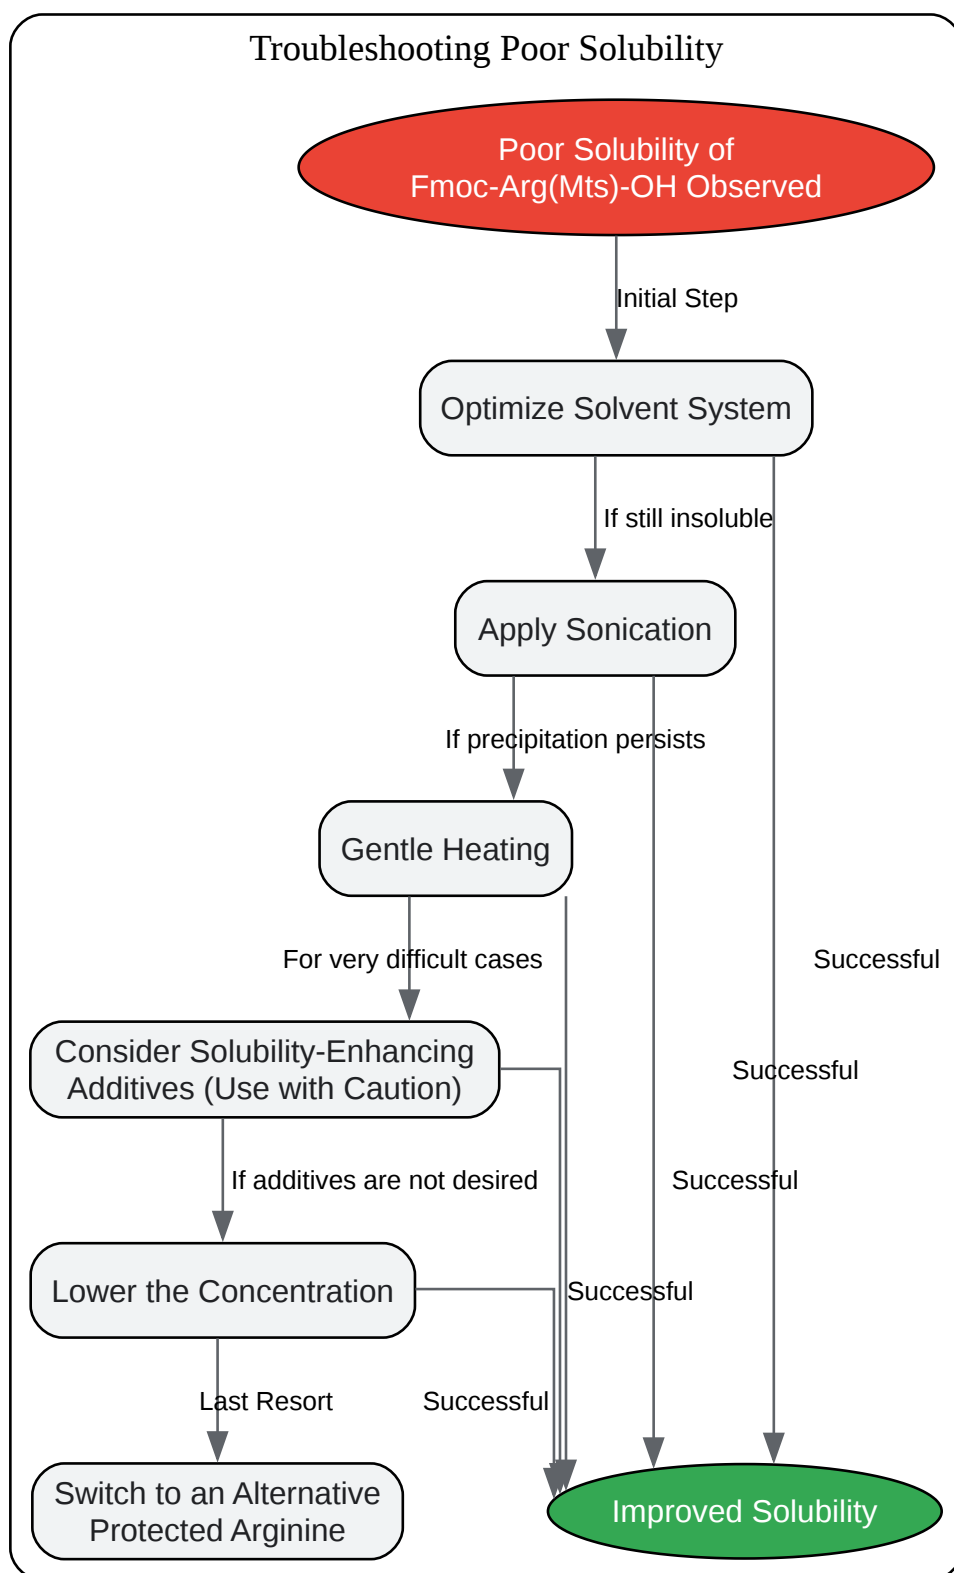 Troubleshooting Poor Solubility
Poor Solubility of
Fmoc-Arg(Mts)-OH Observed
Initial Step
Optimize Solvent System
If still insoluble
Apply Sonication
If precipitation persists
Gentle Heating
For very difficult cases
Successful
Consider Solubility-Enhancing
Additives (Use with Caution)
Successful
If additives are not desired
Successful
Lower the Concentration
Successful
Last Resort
Successful
Switch to an Alternative
Protected Arginine
Improved Solubility